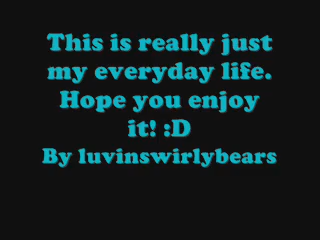 This is really just
my everyday life.
Hope you enjoy
it! :D
By luvinswirlybears